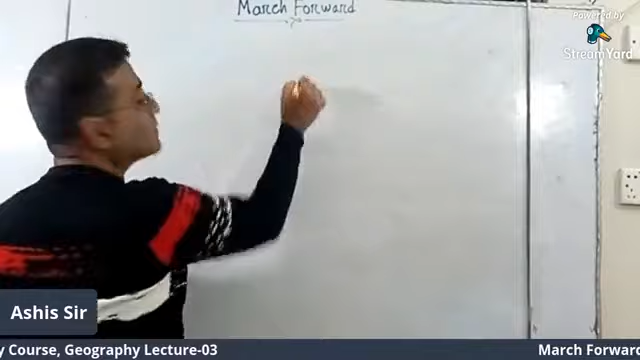 March Forward
Powered by
StreamYard
Ashis Sir
y Course, Geography Lecture-03
March Forward